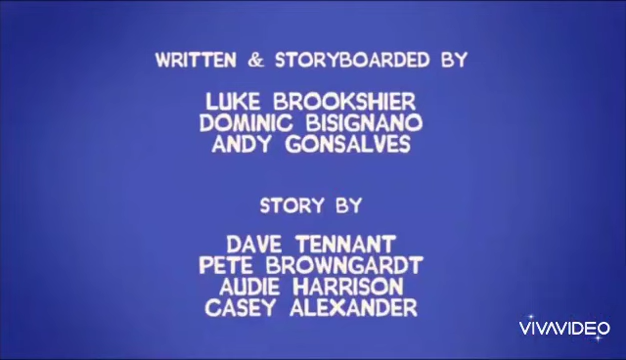 WRITTEN & STORYBOARDED BY
LUKE BROOKSHIER
DOMINIC BISIGNANO
ANDY GONSALVES
STORY BY
DAVE TENNANT
PETE BROWNGARDT
AUDIE HARRISON
CASEY ALEXANDER
VIVAVIDEO